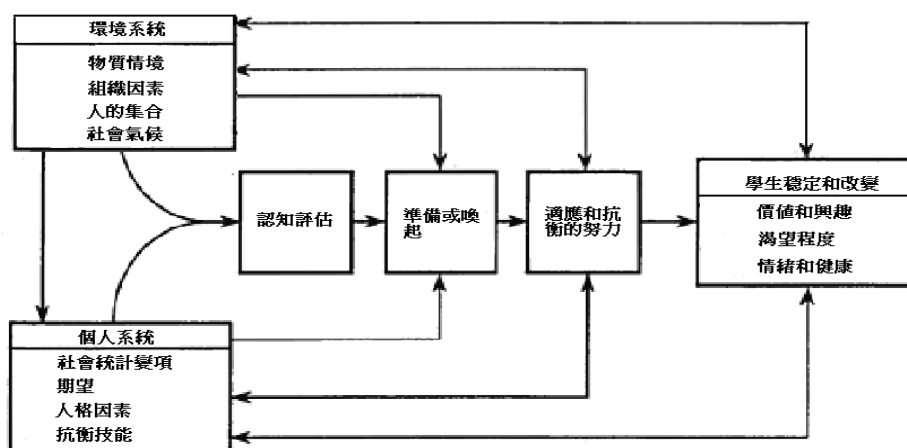 環境系統
物質情境
組織因素
人的集合
社會氣候
認知評估
準備或喚
起
適應和抗
衡的努力
學生穩定和改變
價值和興趣
渴望程度
情緒和健康
個人系統
社會統計變項
期望
人格因素
抗衡技能